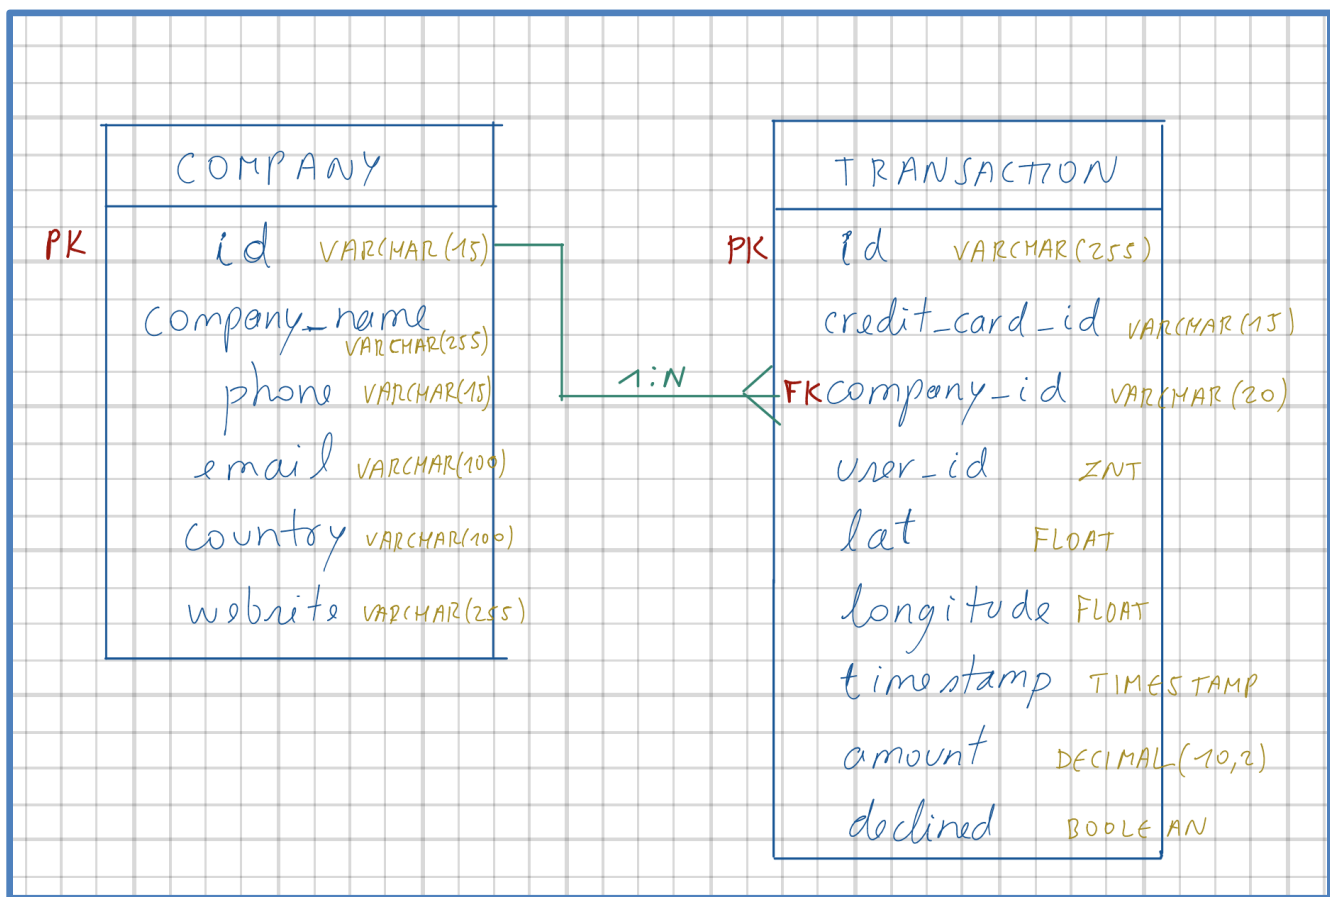 COMPANY
PK id VARCHAR(15)
company_name
VARCHAR(255)
phone VARCHAR(15)
email VARCHAR(100)
country VARCHAR(100)
website VARCHAR(255)
1:N
TRANSACTION
PK id VARCHAR(255)
credit_card_id VARCHAR(15)
FK company_id VARCHAR(20)
user_id INT
lat FLOAT
longitude FLOAT
timestamp TIMESTAMP
amount DECIMAL(10,2)
declined BOOLEAN